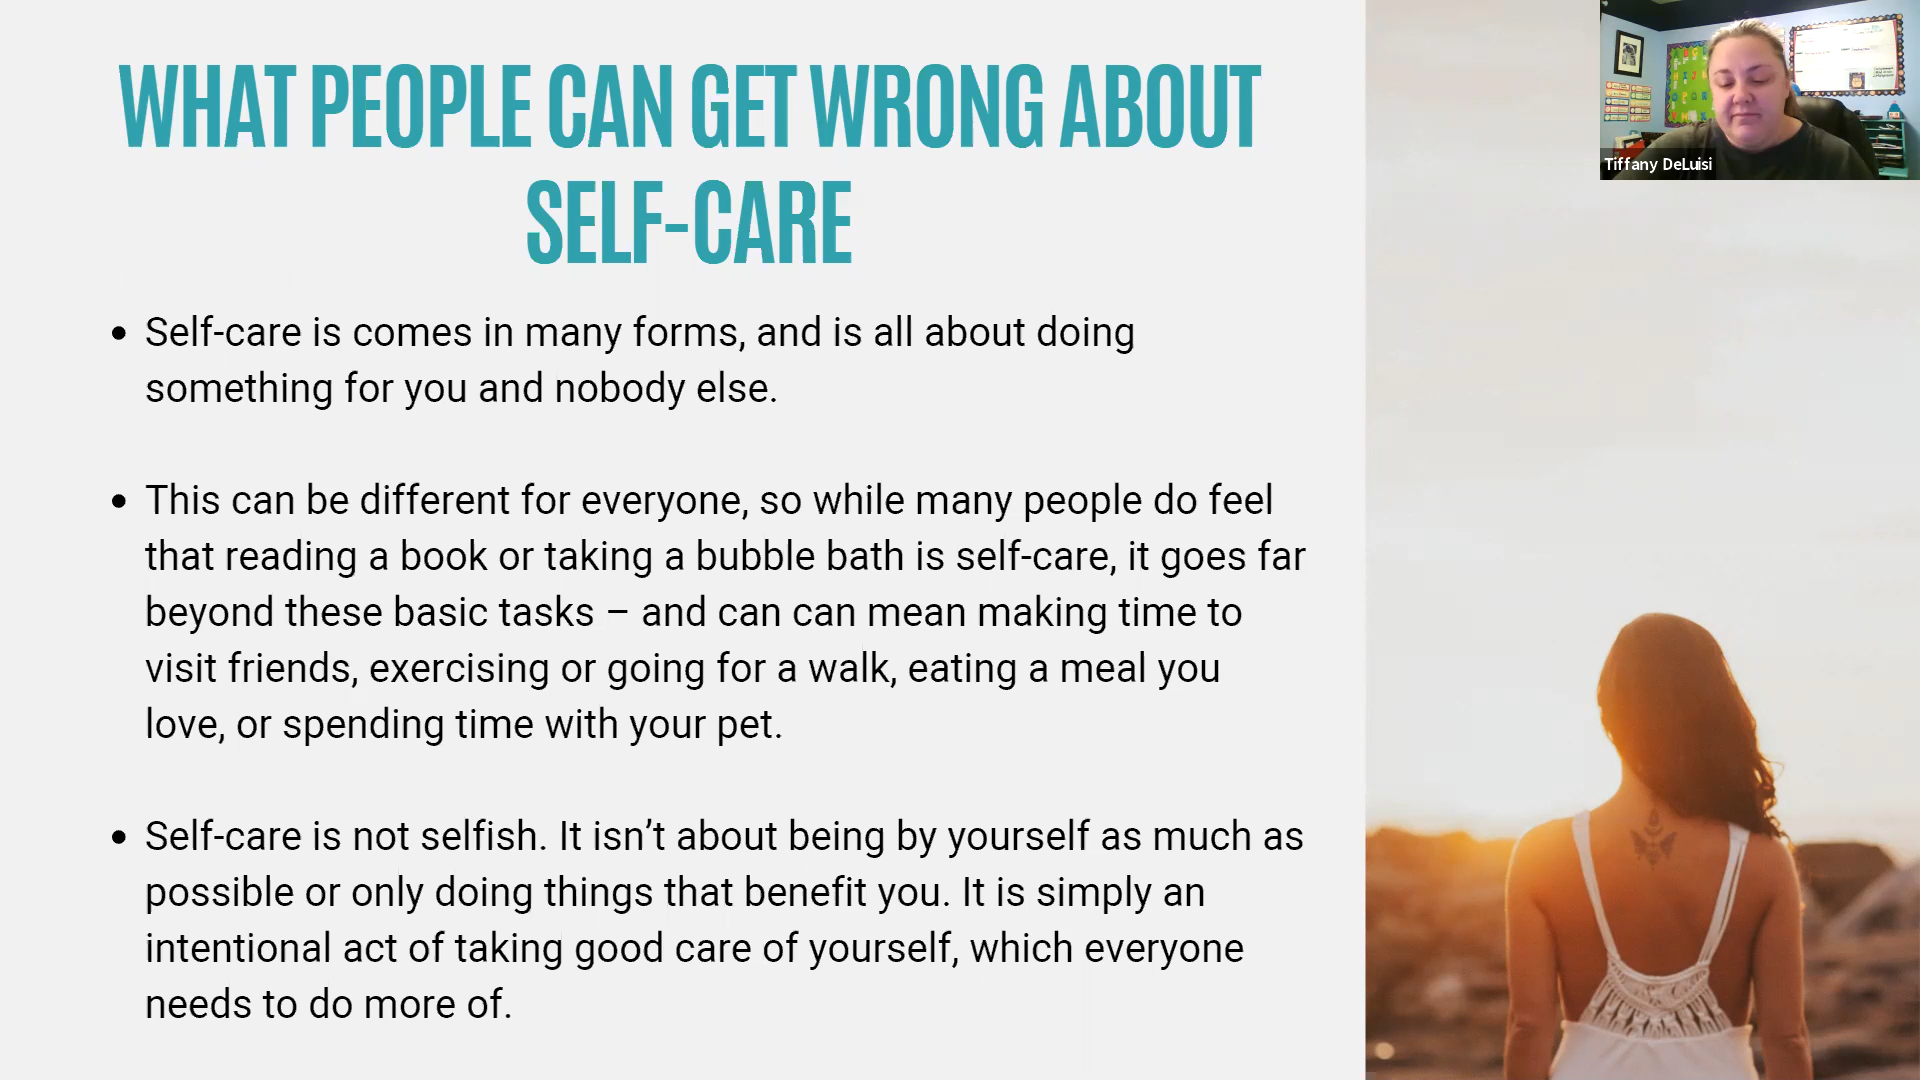 WHAT PEOPLE CAN GET WRONG ABOUT
SELF-CARE
Self-care is comes in many forms, and is all about doing
something for you and nobody else.
This can be different for everyone, so while many people do feel
that reading a book or taking a bubble bath is self-care, it goes far
beyond these basic tasks – and can can mean making time to
visit friends, exercising or going for a walk, eating a meal you
love, or spending time with your pet.
Self-care is not selfish. It isn’t about being by yourself as much as
possible or only doing things that benefit you. It is simply an
intentional act of taking good care of yourself, which everyone
needs to do more of.
Tiffany DeLuisi